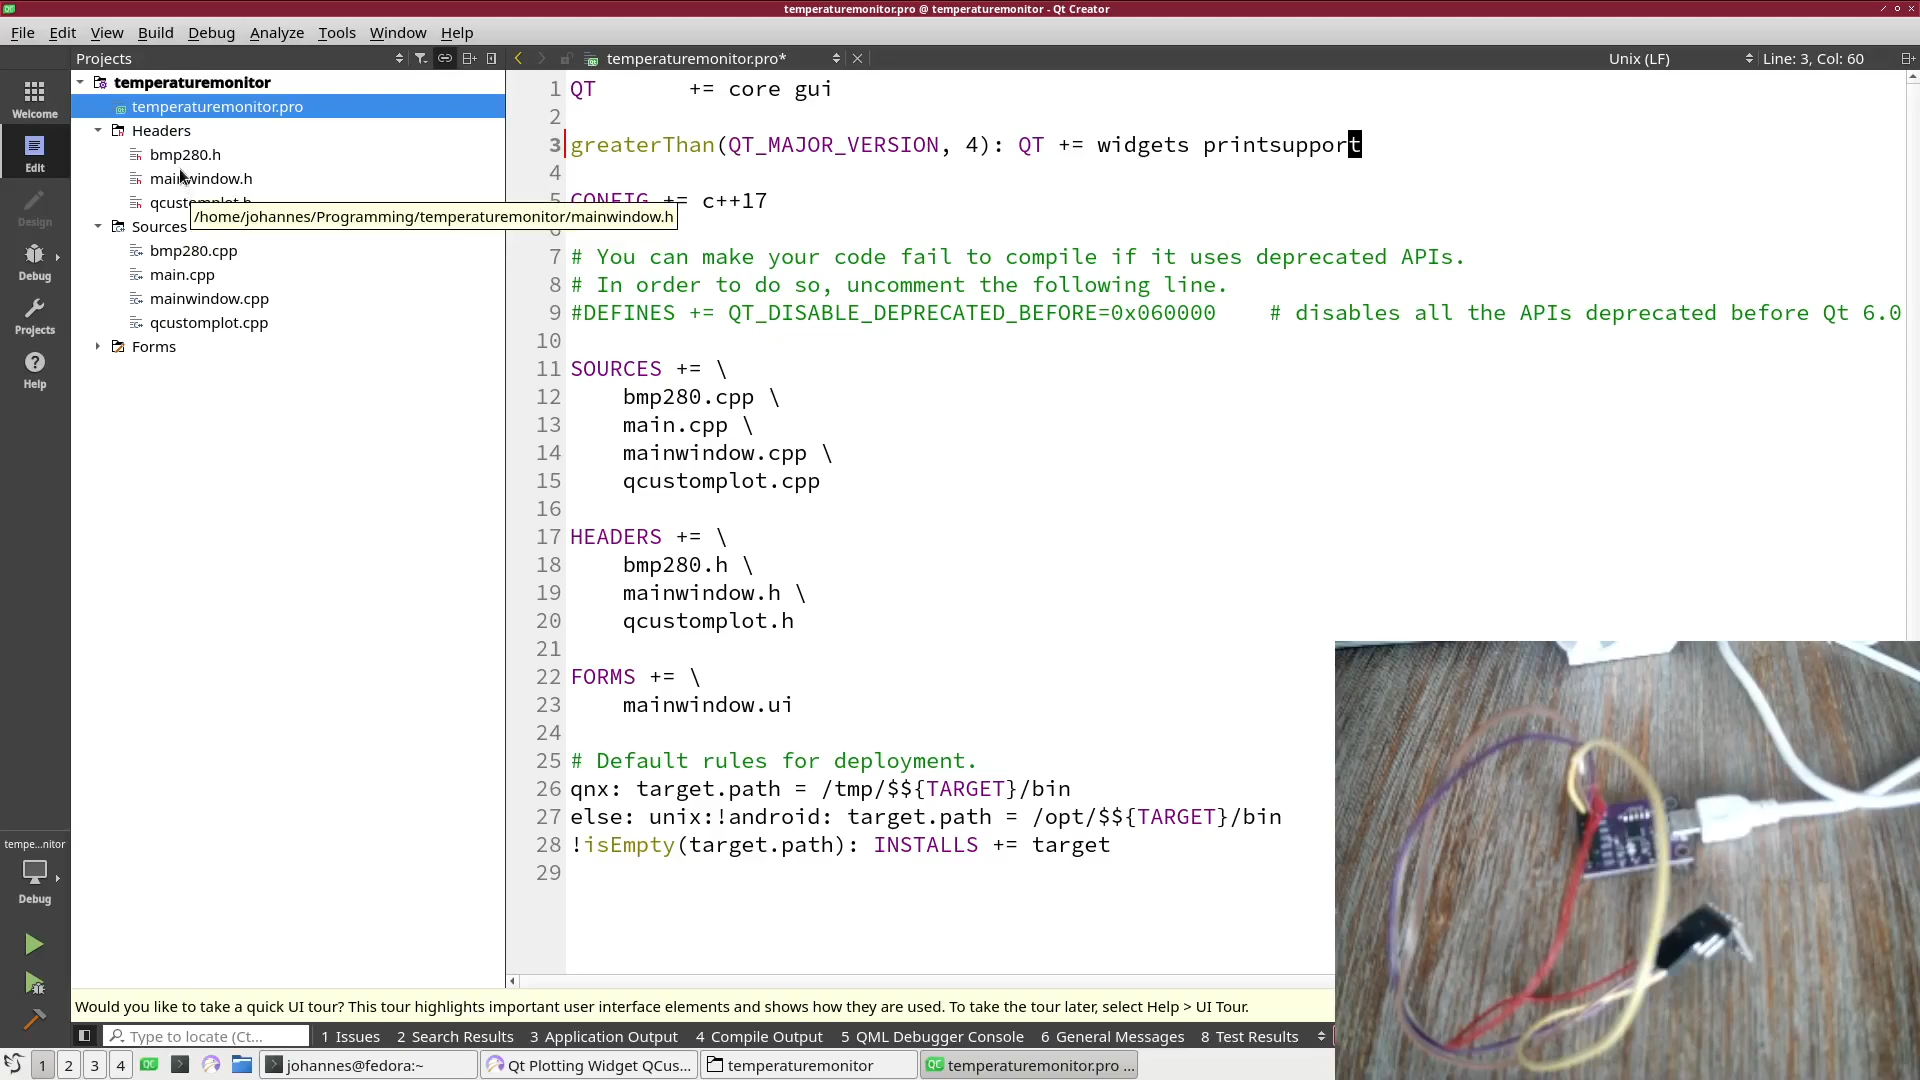 temperaturemonitor.pro @ temperaturemonitor - Qt Creator
File Edit View Build Debug Analyze Tools Window Help
Projects
temperaturemonitor.pro*
Unix (LF)
Line: 3, Col: 60
Welcome
Edit
Design
Debug
Projects
Help
tempe...nitor
Debug
temperaturemonitor
temperaturemonitor.pro
Headers
bmp280.h
mainwindow.h
/home/johannes/Programming/temperaturemonitor/mainwindow.h
Sources
bmp280.cpp
main.cpp
mainwindow.cpp
qcustomplot.cpp
Forms
1 QT       += core gui
2
3 greaterThan(QT_MAJOR_VERSION, 4): QT += widgets printsupport
4
5 CONFIG += c++17
6
7 # You can make your code fail to compile if it uses deprecated APIs.
8 # In order to do so, uncomment the following line.
9 #DEFINES += QT_DISABLE_DEPRECATED_BEFORE=0x060000    # disables all the APIs deprecated before Qt 6.0
10
11 SOURCES += \
12     bmp280.cpp \
13     main.cpp \
14     mainwindow.cpp \
15     qcustomplot.cpp
16
17 HEADERS += \
18     bmp280.h \
19     mainwindow.h \
20     qcustomplot.h
21
22 FORMS += \
23     mainwindow.ui
24
25 # Default rules for deployment.
26 qnx: target.path = /tmp/$${TARGET}/bin
27 else: unix:!android: target.path = /opt/$${TARGET}/bin
28 !isEmpty(target.path): INSTALLS += target
29
Would you like to take a quick UI tour? This tour highlights important user interface elements and shows how they are used. To take the tour later, select Help > UI Tour.
Type to locate (Ct...
1 Issues 2 Search Results 3 Application Output 4 Compile Output 5 QML Debugger Console 6 General Messages 8 Test Results
1 2 3 4
johannes@fedora:~
Qt Plotting Widget QCus...
temperaturemonitor
temperaturemonitor.pro ...